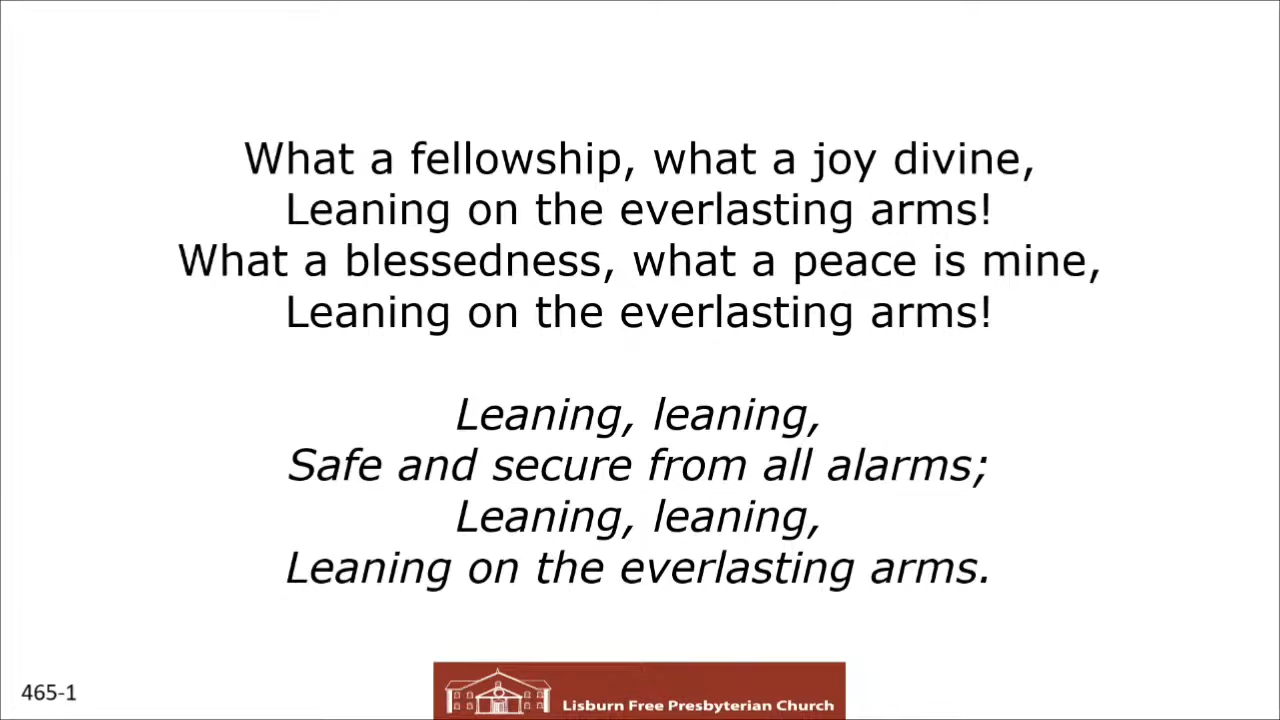 What a fellowship, what a joy divine,
Leaning on the everlasting arms!
What a blessedness, what a peace is mine,
Leaning on the everlasting arms!
Leaning, leaning,
Safe and secure from all alarms;
Leaning, leaning,
Leaning on the everlasting arms.
465-1
Lisburn Free Presbyterian Church